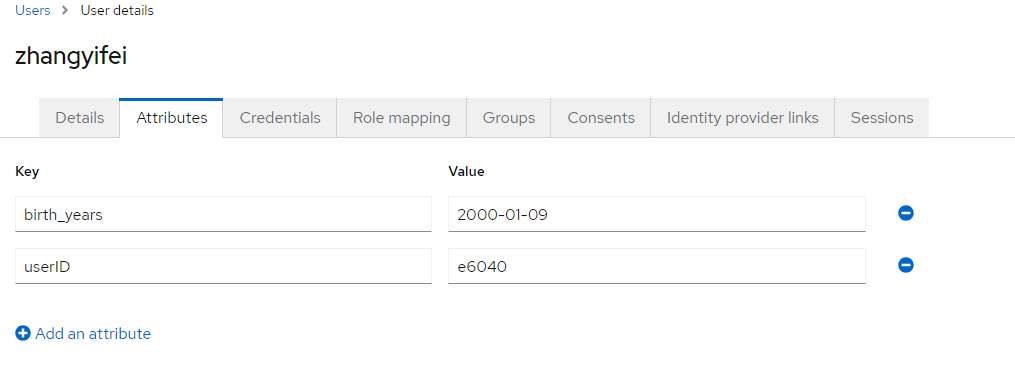 Users > User details
zhangyifei
Details Attributes Credentials Role mapping Groups Consents Identity provider links Sessions
Key Value
birth_years 2000-01-09
userID e6040
Add an attribute